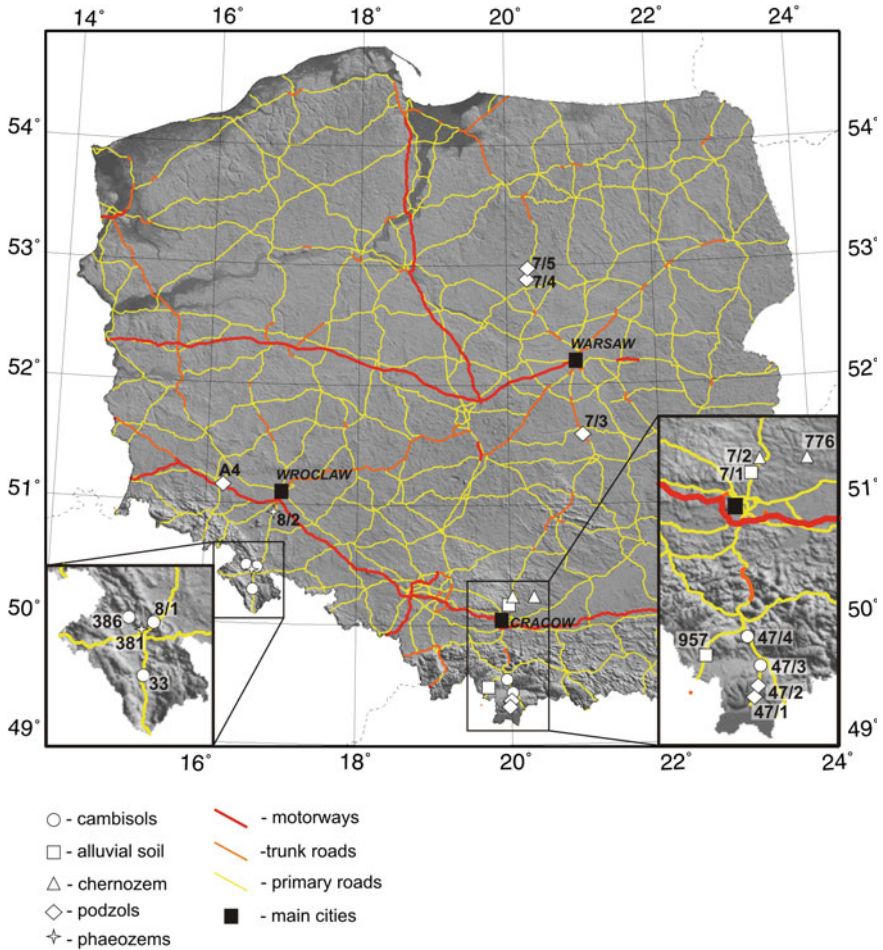 14° 16° 18° 20° 22° 24°
54° 54°
53° 53°
7/5
7/4
WARSAW
52° 52°
7/3
776
7/2
7/1
A4
WROCLAW
51° 51°
8/2
8/1
386
381
33
50° 50°
CRACOW
957
47/4
47/3
47/2
47/1
49° 49°
16° 18° 20° 22° 24°
- cambisols
- alluvial soil
- chernozem
- podzols
- phaeozems
- motorways
-trunk roads
- primary roads
- main cities